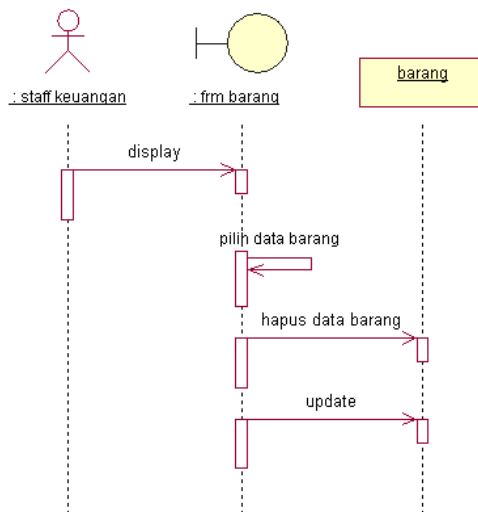 barang
: staff keuangan
: frm barang
display
pilih data barang
hapus data barang
update